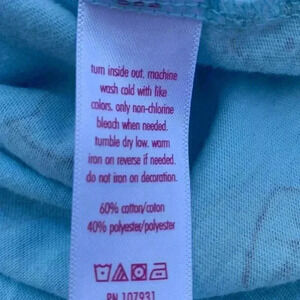 turn inside out. machine
wash cold with like
colors. only non-chlorine
bleach when needed.
tumble dry low. warm
iron on reverse if needed.
do not iron on decoration.
60% cotton/coton
40% polyester/polyester
PN 107931